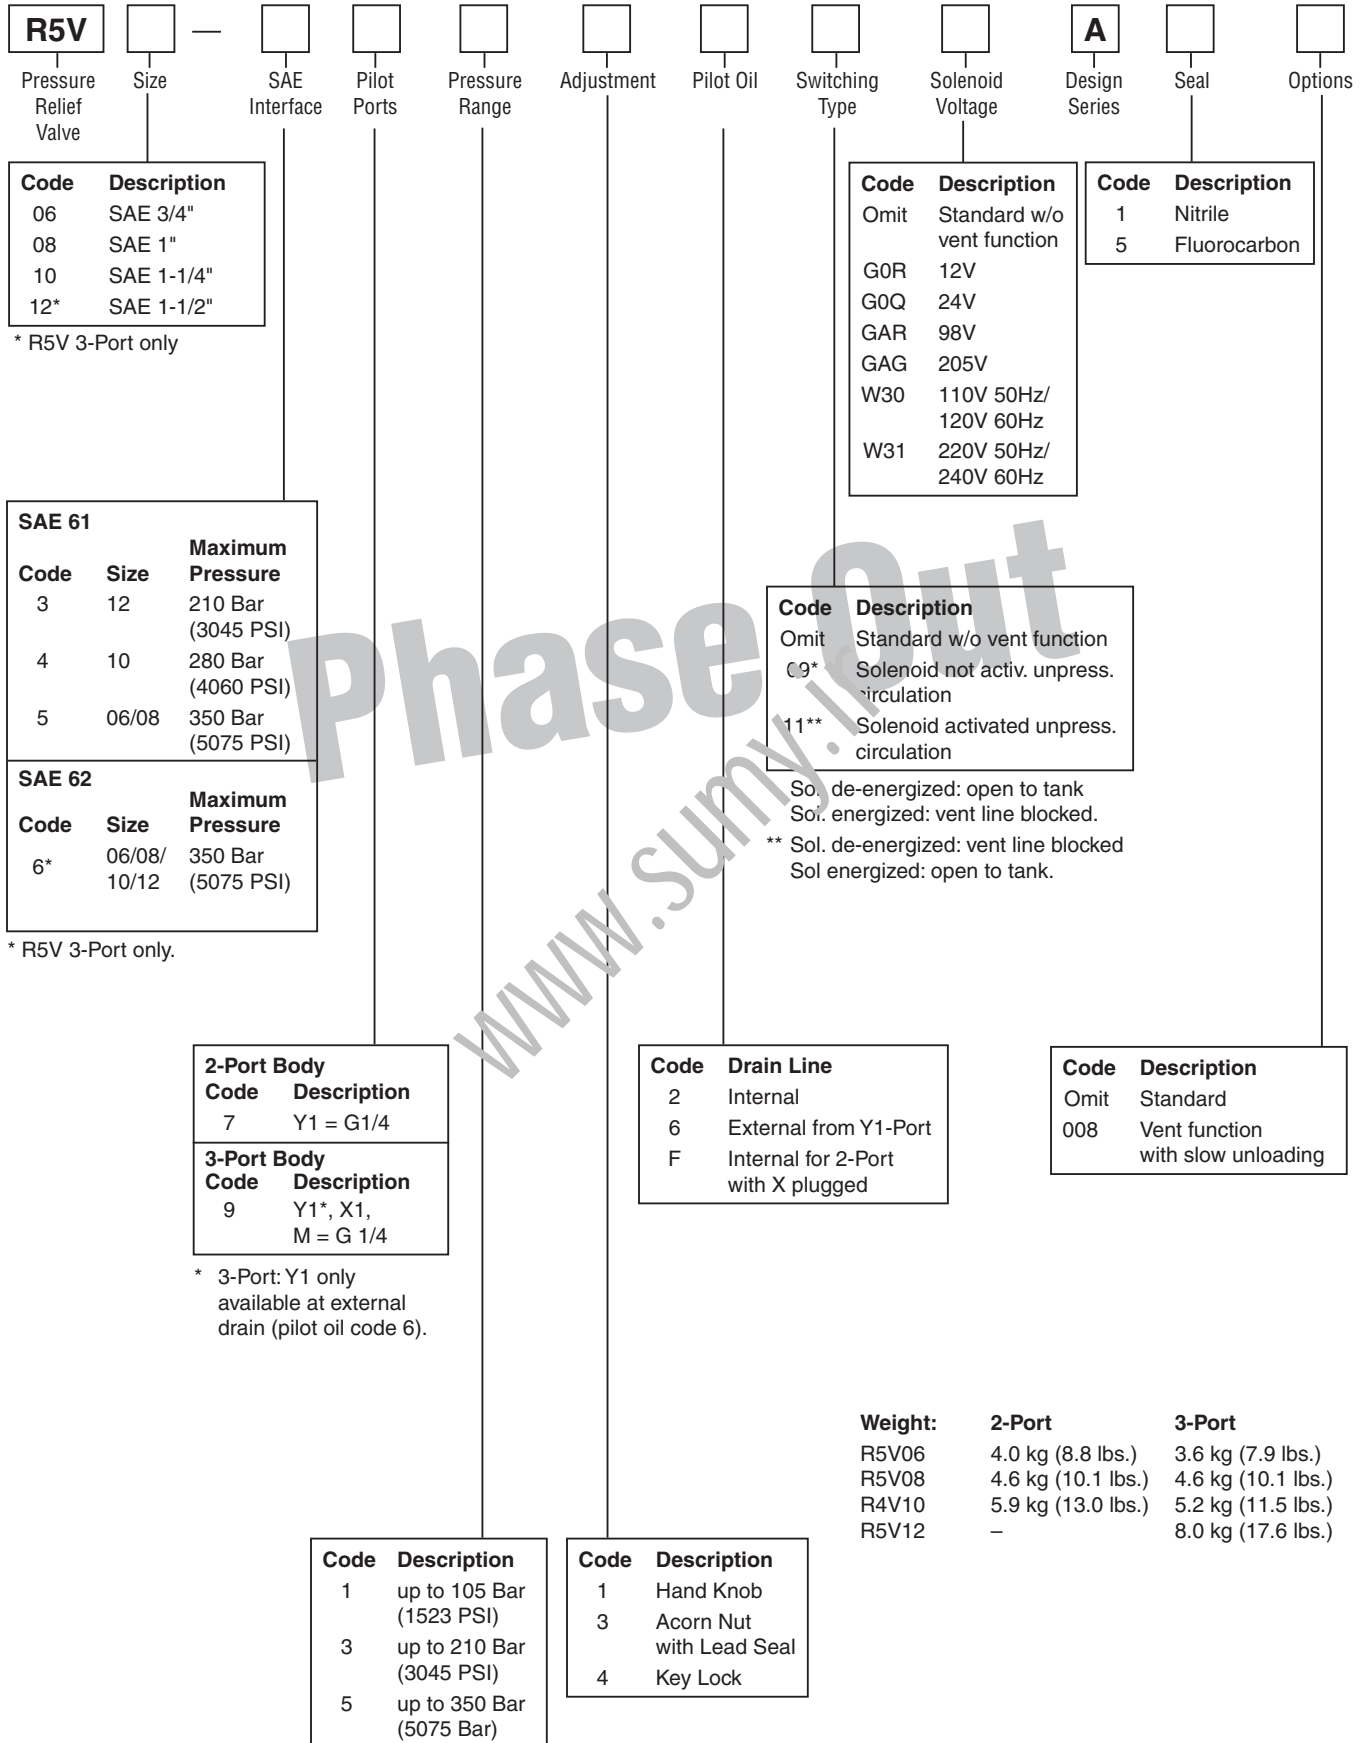 R5V — A
Pressure Relief Valve
Size
SAE Interface
Pilot Ports
Pressure Range
Adjustment
Pilot Oil
Switching Type
Solenoid Voltage
Design Series
Seal
Options
Code Description
06 SAE 3/4"
08 SAE 1"
10 SAE 1-1/4"
12* SAE 1-1/2"
* R5V 3-Port only
Code Description
Omit Standard w/o
vent function
G0R 12V
G0Q 24V
GAR 98V
GAG 205V
W30 110V 50Hz/
120V 60Hz
W31 220V 50Hz/
240V 60Hz
Code Description
1 Nitrile
5 Fluorocarbon
SAE 61
Maximum
Code Size Pressure
3 12 210 Bar
(3045 PSI)
4 10 280 Bar
(4060 PSI)
5 06/08 350 Bar
(5075 PSI)
SAE 62
Maximum
Code Size Pressure
6* 06/08/ 350 Bar
10/12 (5075 PSI)
* R5V 3-Port only.
Phase Out
www.sumy.ir
Code Description
Omit Standard w/o vent function
09* Solenoid not activ. unpress.
circulation
11** Solenoid activated unpress.
circulation
Sol. de-energized: open to tank
Sol. energized: vent line blocked.
** Sol. de-energized: vent line blocked
Sol energized: open to tank.
2-Port Body
Code Description
7 Y1 = G1/4
3-Port Body
Code Description
9 Y1*, X1,
M = G 1/4
* 3-Port: Y1 only
available at external
drain (pilot oil code 6).
Code Drain Line
2 Internal
6 External from Y1-Port
F Internal for 2-Port
with X plugged
Code Description
Omit Standard
008 Vent function
with slow unloading
Weight: 2-Port 3-Port
R5V06 4.0 kg (8.8 lbs.) 3.6 kg (7.9 lbs.)
R5V08 4.6 kg (10.1 lbs.) 4.6 kg (10.1 lbs.)
R4V10 5.9 kg (13.0 lbs.) 5.2 kg (11.5 lbs.)
R5V12 – 8.0 kg (17.6 lbs.)
Code Description
1 up to 105 Bar
(1523 PSI)
3 up to 210 Bar
(3045 PSI)
5 up to 350 Bar
(5075 Bar)
Code Description
1 Hand Knob
3 Acorn Nut
with Lead Seal
4 Key Lock